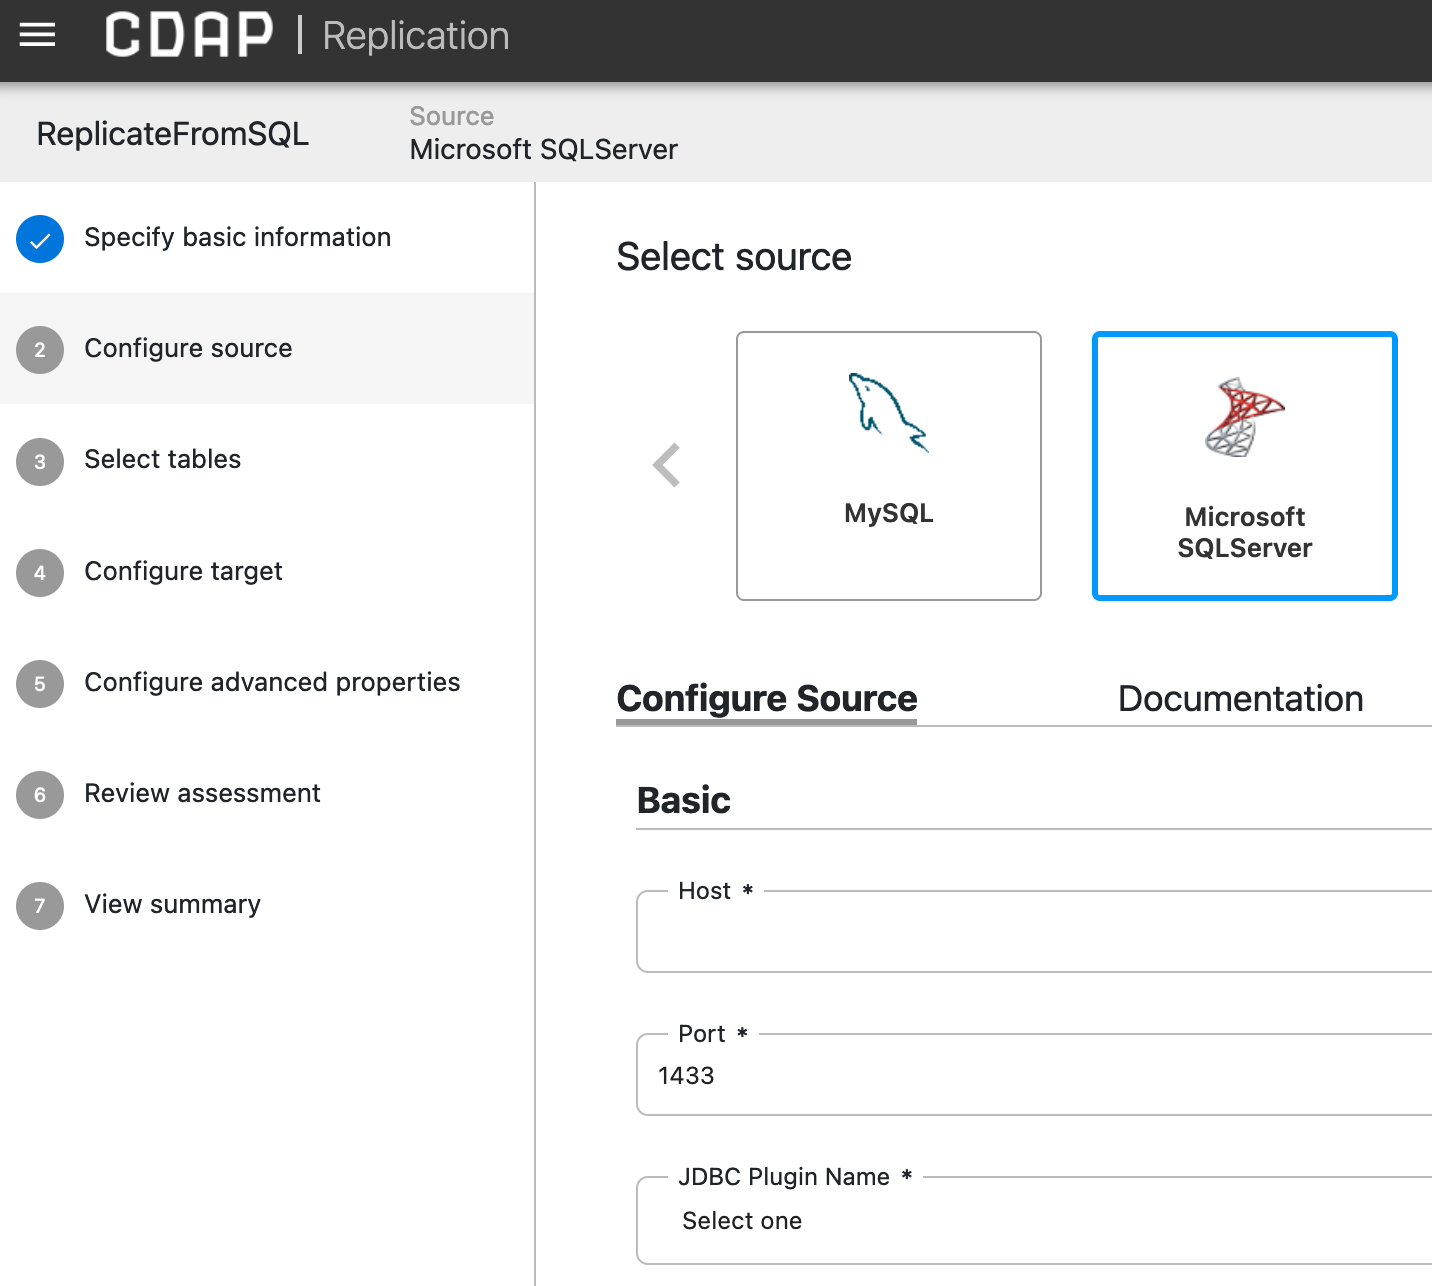 CDAP | Replication
ReplicateFromSQL
Source
Microsoft SQLServer
Specify basic information
2 Configure source
3 Select tables
4 Configure target
5 Configure advanced properties
6 Review assessment
7 View summary
Select source
MySQL
Microsoft
SQLServer
Configure Source
Documentation
Basic
Host *
Port *
1433
JDBC Plugin Name *
Select one